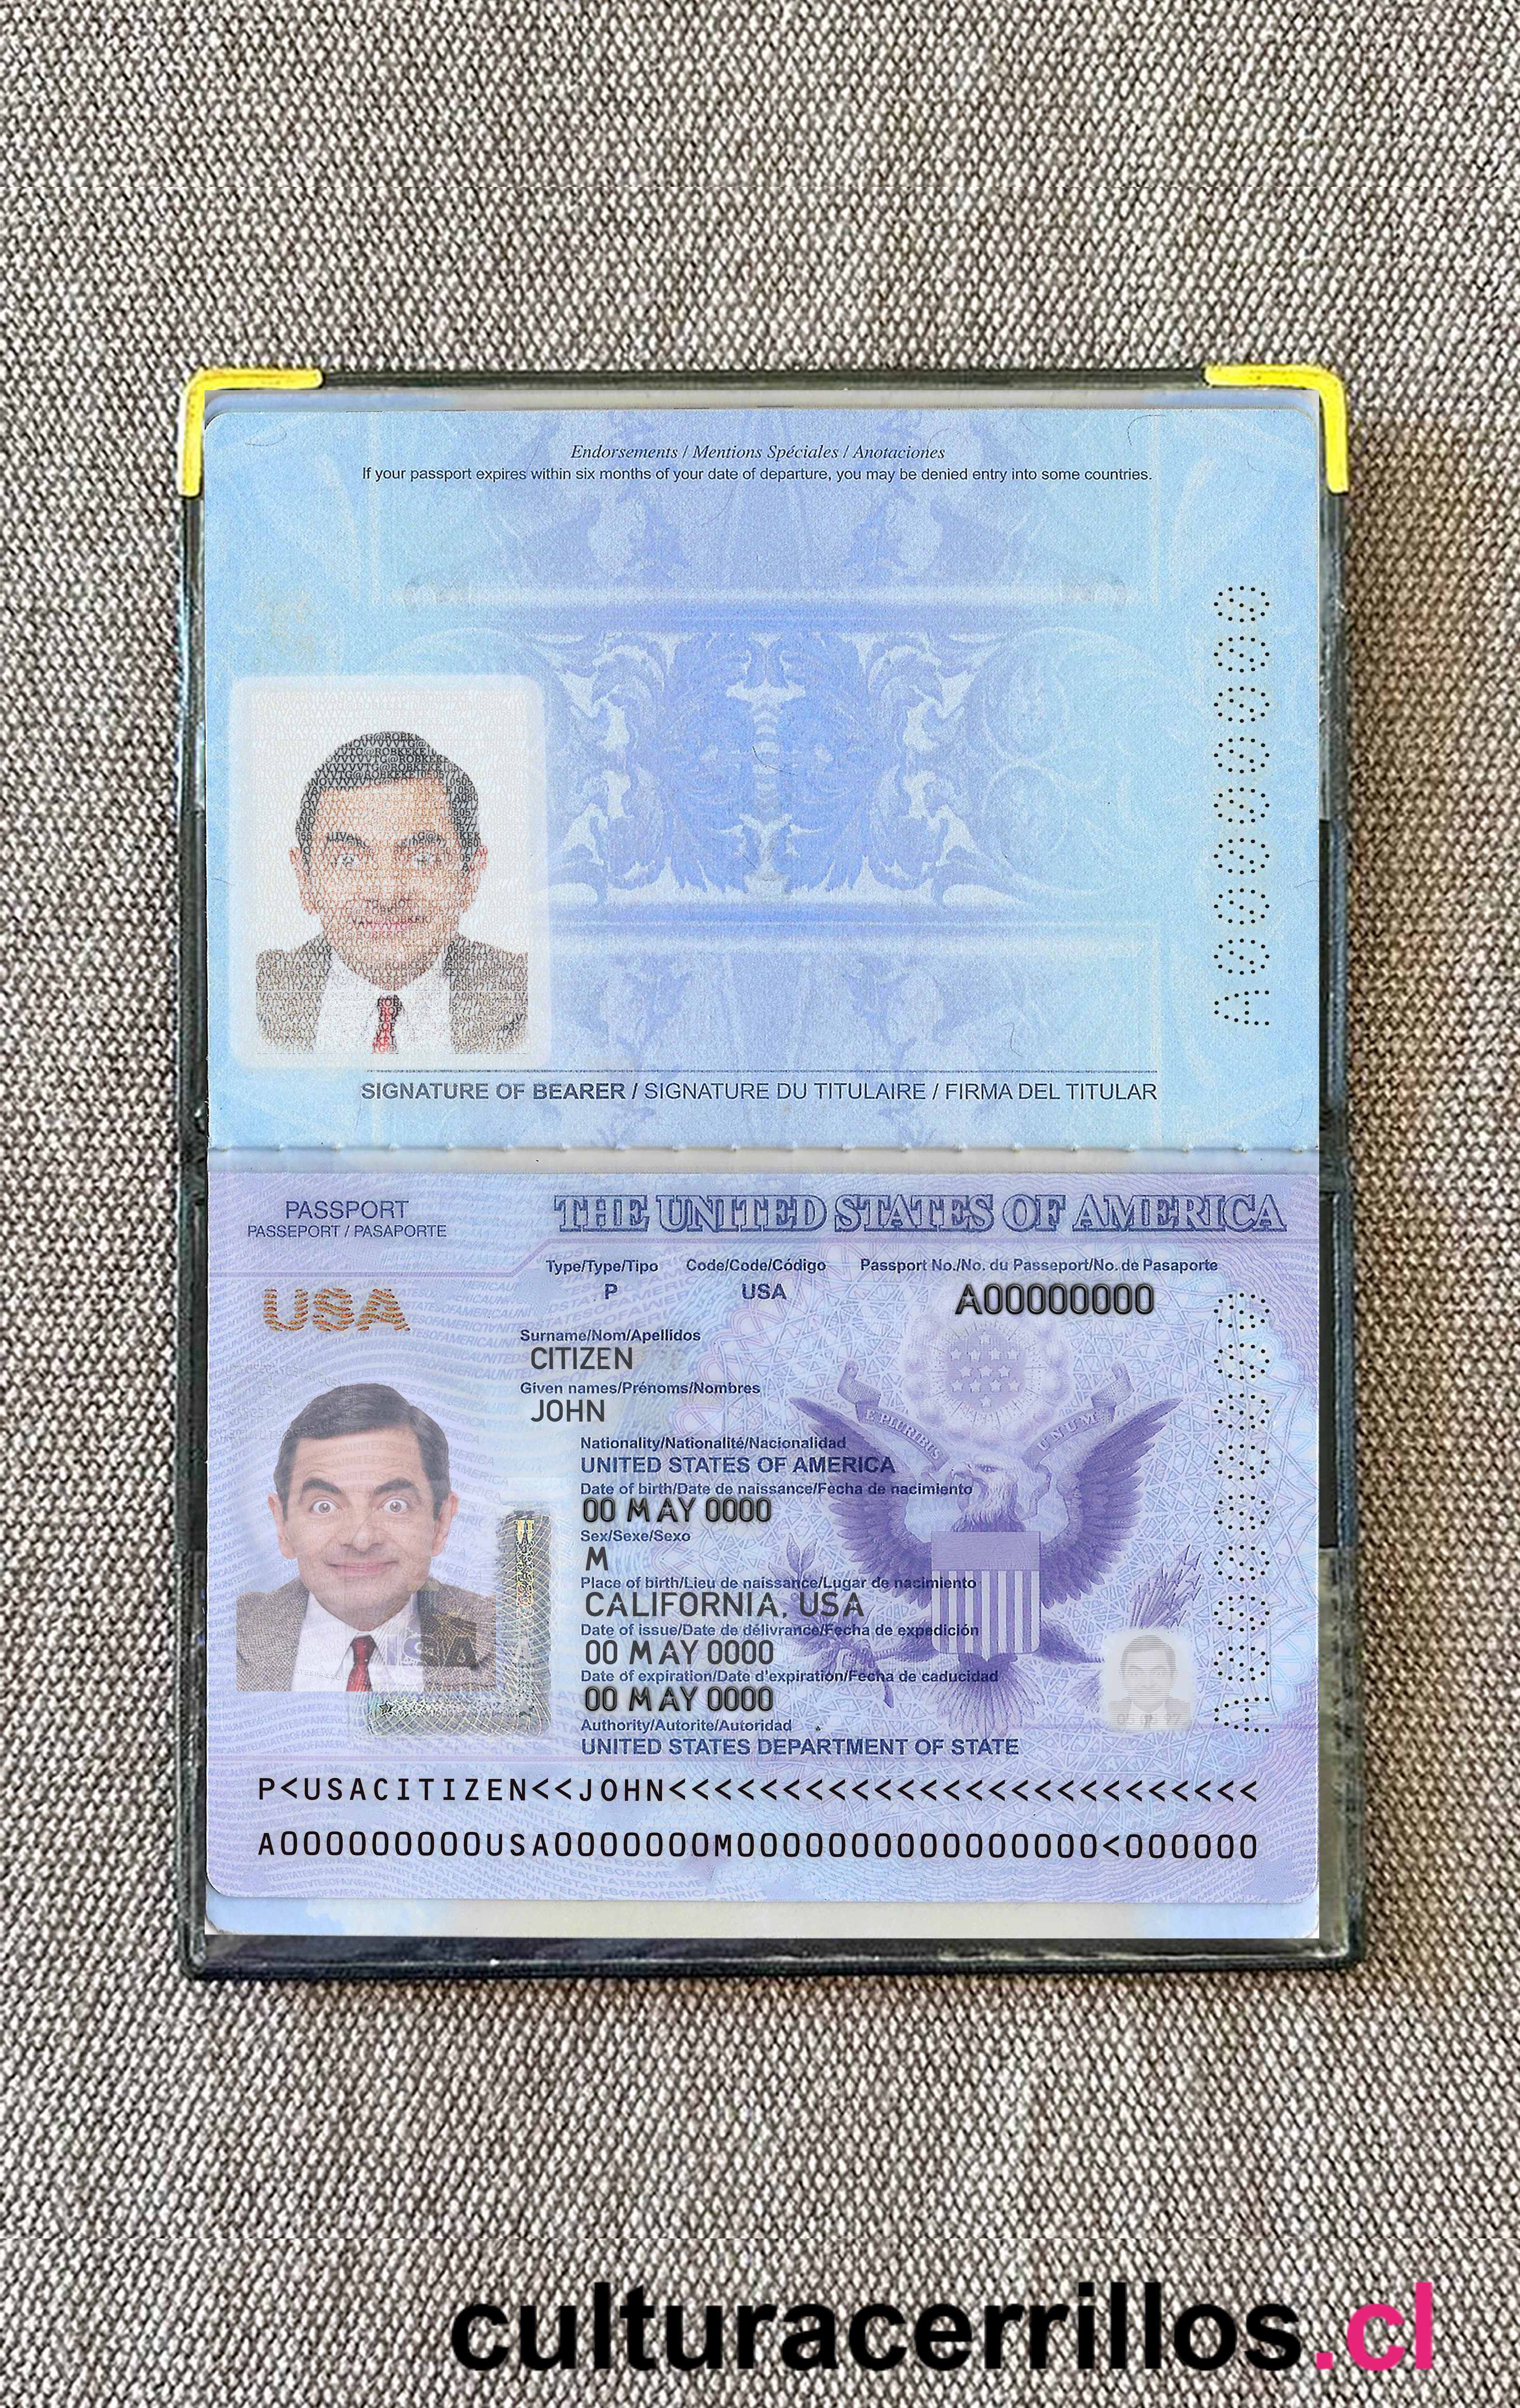 Endorsements / Mentions Spéciales / Anotaciones
If your passport expires within six months of your date of departure, you may be denied entry into some countries.
SIGNATURE OF BEARER / SIGNATURE DU TITULAIRE / FIRMA DEL TITULAR
PASSPORT
PASSEPORT / PASAPORTE
THE UNITED STATES OF AMERICA
Type/Type/Tipo Code/Code/Código Passport No./No. du Passeport/No. de Pasaporte
P USA A00000000
USA
Surname/Nom/Apellidos
CITIZEN
Given names/Prénoms/Nombres
JOHN
E PLURIBUS UNUM
Nationality/Nationalité/Nacionalidad
UNITED STATES OF AMERICA
Date of birth/Date de naissance/Fecha de nacimiento
00 MAY 0000
Sex/Sexe/Sexo
M
Place of birth/Lieu de naissance/Lugar de nacimiento
CALIFORNIA, USA
Date of issue/Date de délivrance/Fecha de expedición
00 MAY 0000
Date of expiration/Date d'expiration/Fecha de caducidad
00 MAY 0000
Authority/Autorite/Autoridad
UNITED STATES DEPARTMENT OF STATE
P<USACITIZEN<<JOHN<<<<<<<<<<<<<<<<<<<<<<<<<<
A000000000USA0000000M0000000000000000<000000
culturacerrillos.cl